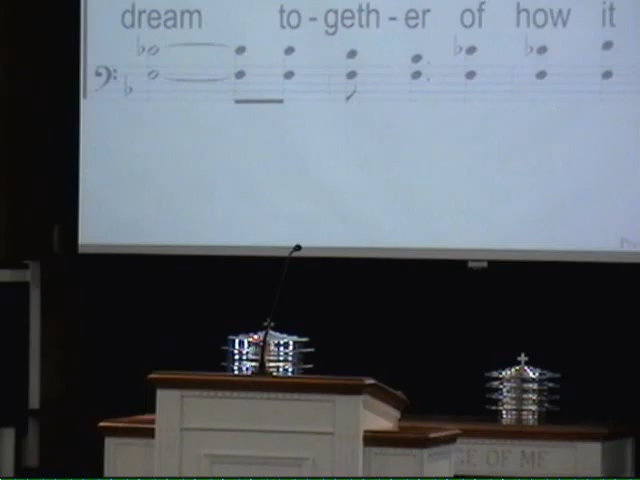 dream to - geth - er of how it
OF ME